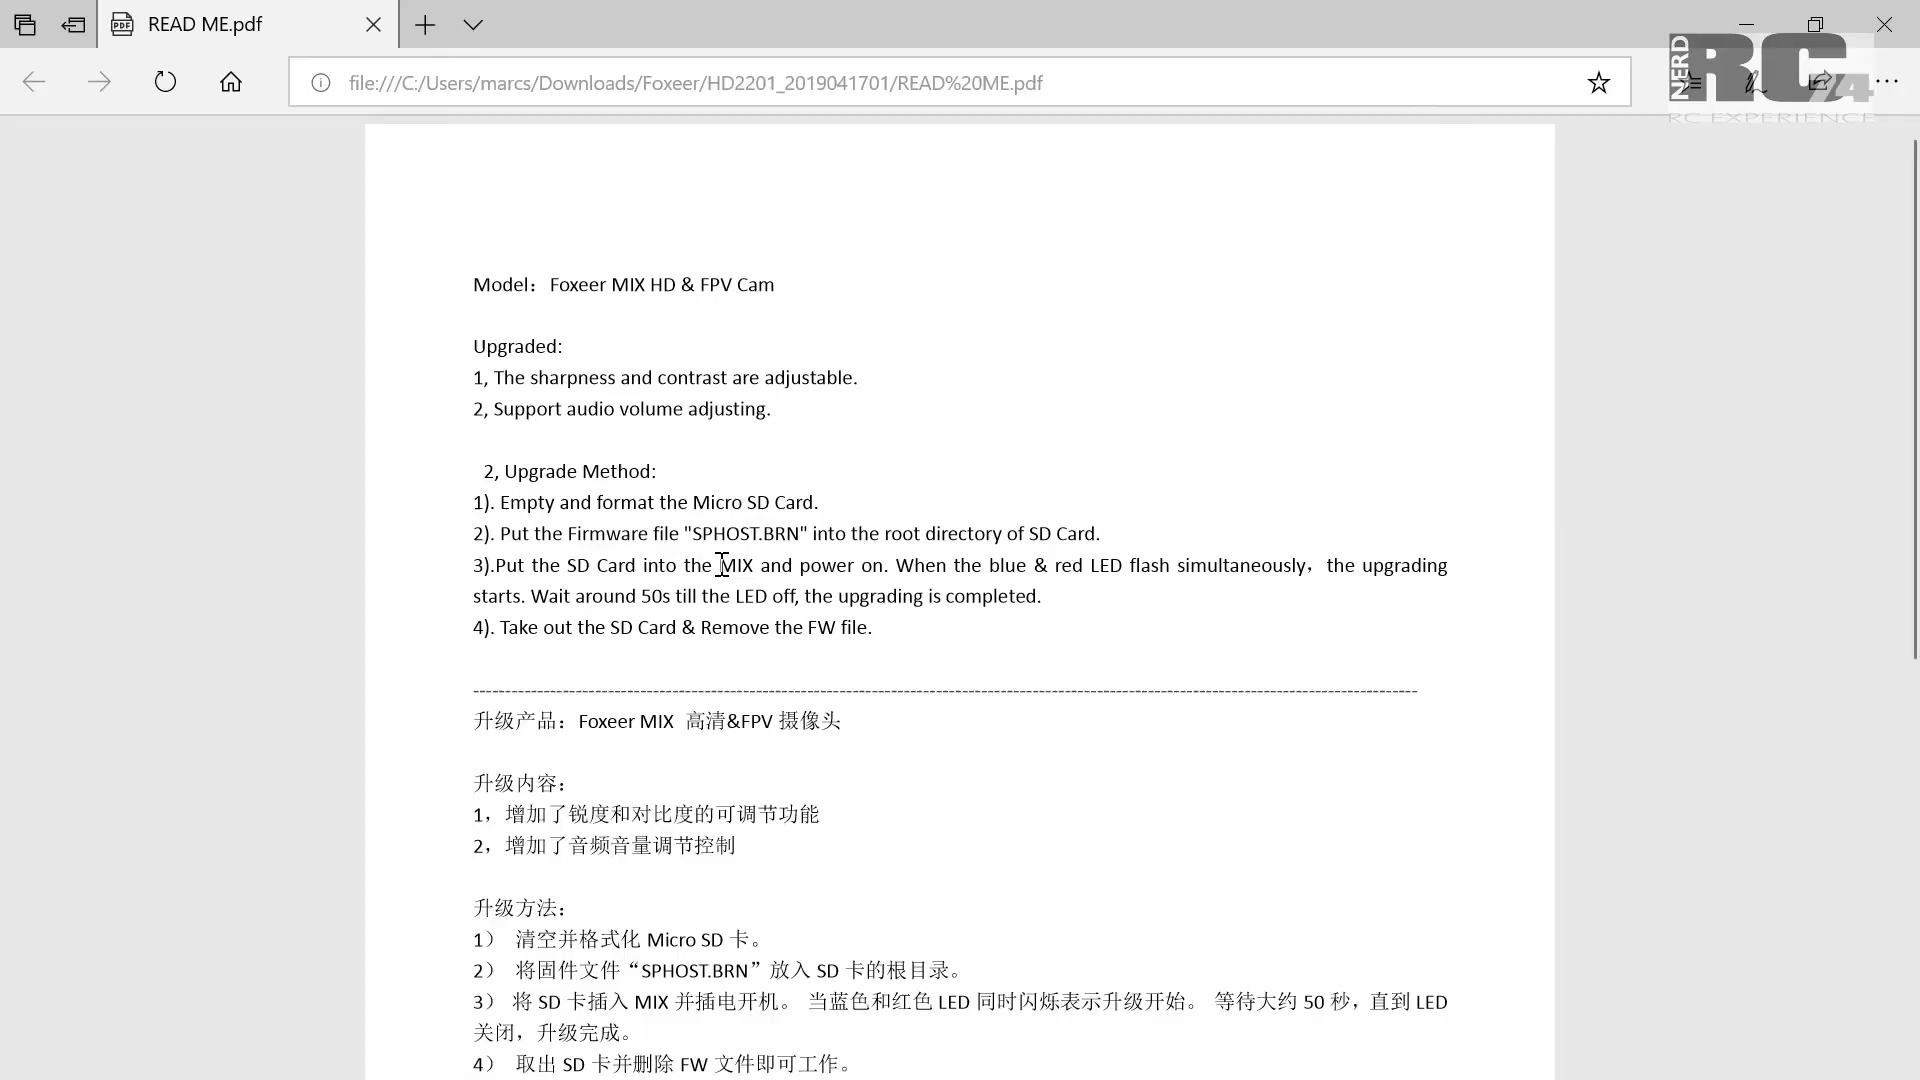 READ ME.pdf
file:///C:/Users/marcs/Downloads/Foxeer/HD2201_2019041701/READ%20ME.pdf
NERD RC 74
RC EXPERIENCE
Model：Foxeer MIX HD & FPV Cam
Upgraded:
1, The sharpness and contrast are adjustable.
2, Support audio volume adjusting.
2, Upgrade Method:
1). Empty and format the Micro SD Card.
2). Put the Firmware file "SPHOST.BRN" into the root directory of SD Card.
3).Put the SD Card into the MIX and power on. When the blue & red LED flash simultaneously，the upgrading
starts. Wait around 50s till the LED off, the upgrading is completed.
4). Take out the SD Card & Remove the FW file.
升级产品：Foxeer MIX 高清&FPV 摄像头
升级内容：
1，增加了锐度和对比度的可调节功能
2，增加了音频音量调节控制
升级方法：
1） 清空并格式化 Micro SD 卡。
2） 将固件文件“SPHOST.BRN”放入 SD 卡的根目录。
3） 将 SD 卡插入 MIX 并插电开机。 当蓝色和红色 LED 同时闪烁表示升级开始。 等待大约 50 秒，直到 LED
关闭，升级完成。
4） 取出 SD 卡并删除 FW 文件即可工作。